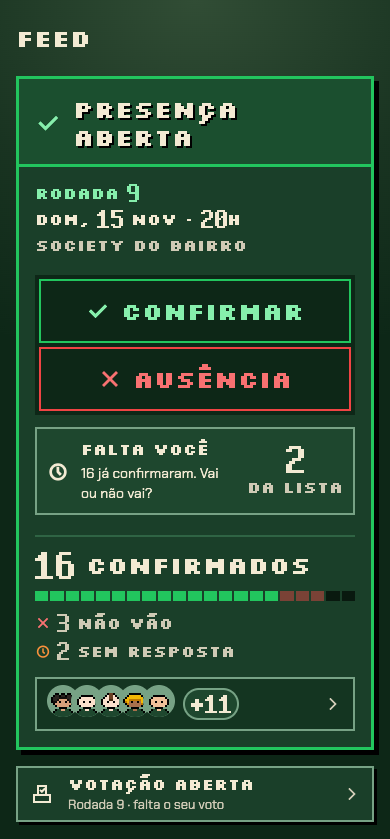 FEED
PRESENÇA
ABERTA
RODADA 9
DOM, 15 NOV · 20H
SOCIETY DO BAIRRO
CONFIRMAR
AUSÊNCIA
FALTA VOCÊ
16 já confirmaram. Vai
ou não vai?
2
DA LISTA
16 CONFIRMADOS
3 NÃO VÃO
2 SEM RESPOSTA
+11
VOTAÇÃO ABERTA
Rodada 9 · falta o seu voto